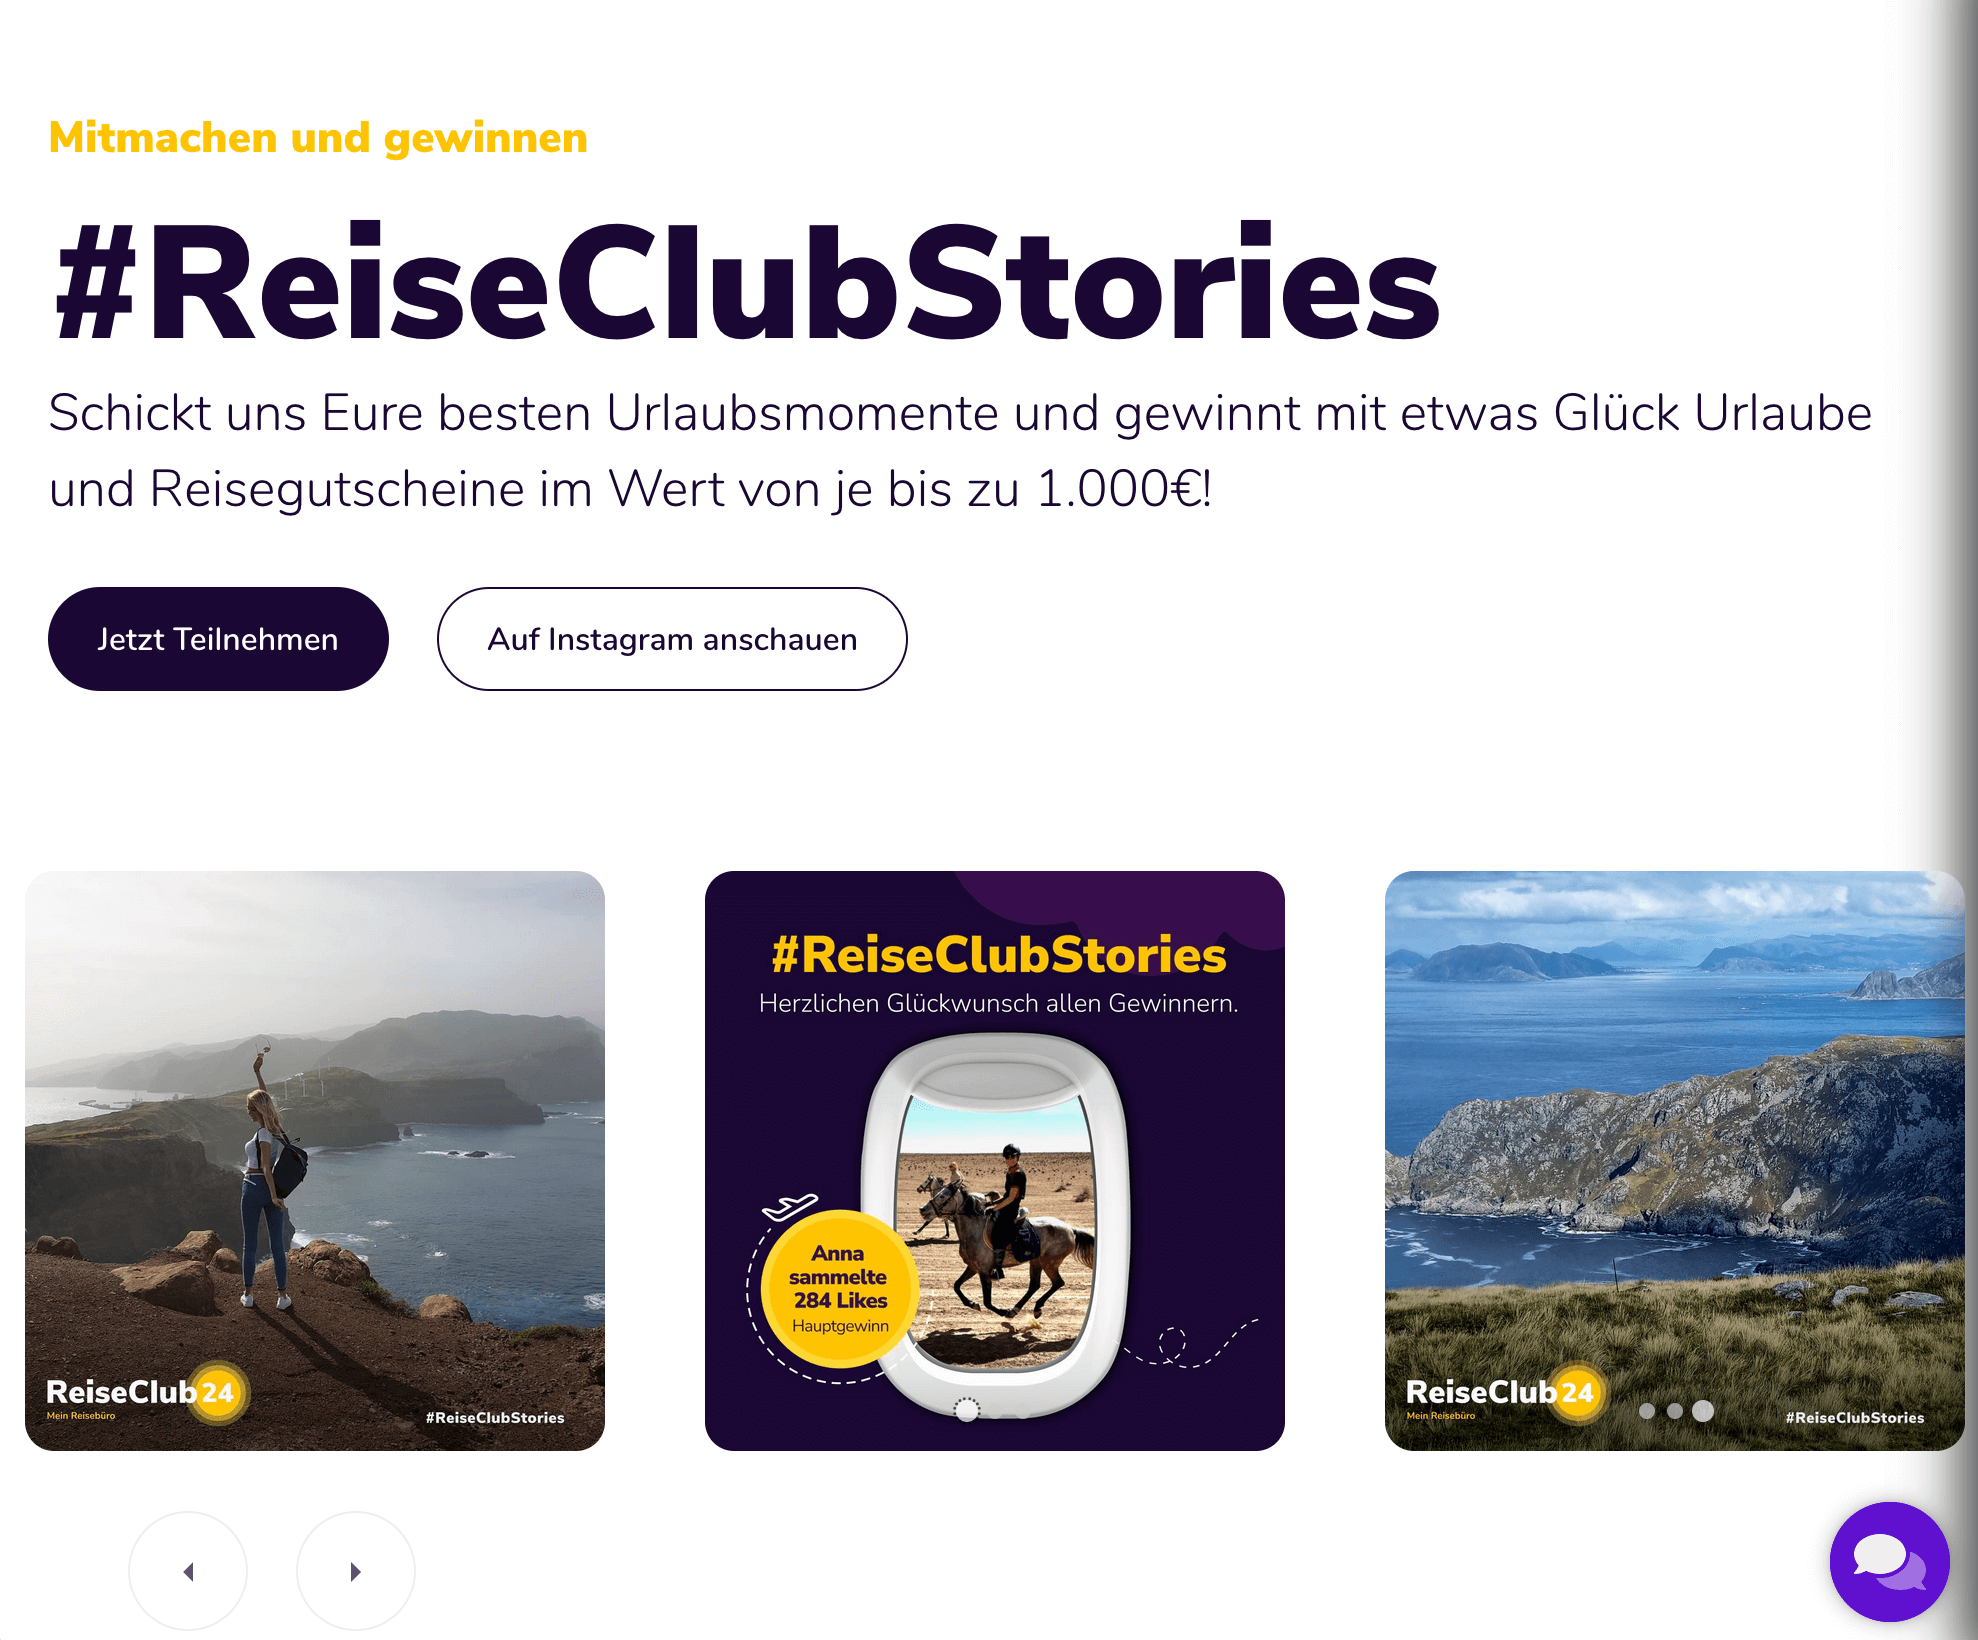 Mitmachen und gewinnen
#ReiseClubStories
Schickt uns Eure besten Urlaubsmomente und gewinnt mit etwas Glück Urlaube
und Reisegutscheine im Wert von je bis zu 1.000€!
Jetzt Teilnehmen
Auf Instagram anschauen
ReiseClub24
Mein Reisebüro
#ReiseClubStories
#ReiseClubStories
Herzlichen Glückwunsch allen Gewinnern.
Anna
sammelte
284 Likes
Hauptgewinn
ReiseClub24
Mein Reisebüro
#ReiseClubStories